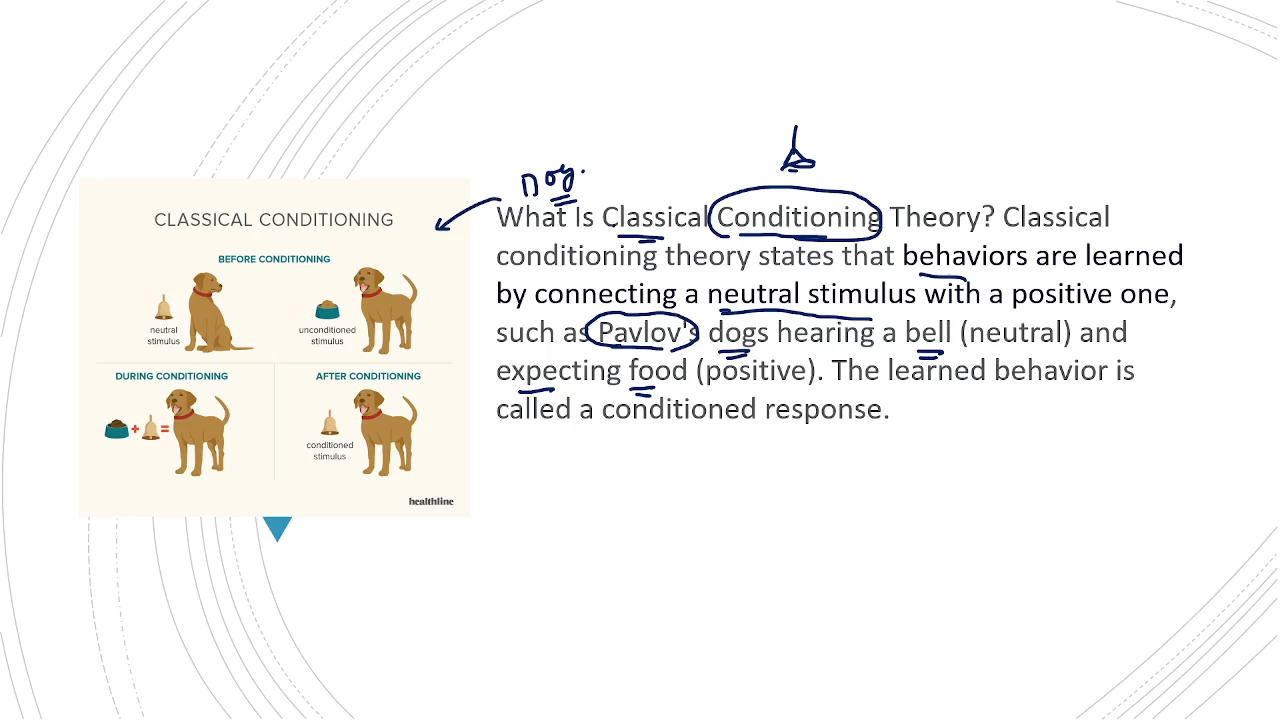 Dog.
CLASSICAL CONDITIONING
BEFORE CONDITIONING
neutral
stimulus
unconditioned
stimulus
DURING CONDITIONING
+
=
AFTER CONDITIONING
conditioned
stimulus
healthline
What Is Classical Conditioning Theory? Classical
conditioning theory states that behaviors are learned
by connecting a neutral stimulus with a positive one,
such as Pavlov's dogs hearing a bell (neutral) and
expecting food (positive). The learned behavior is
called a conditioned response.